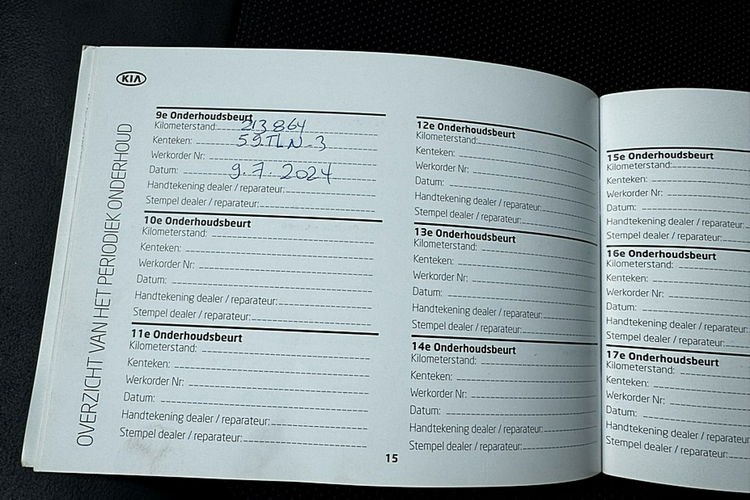 KIA
OVERZICHT VAN HET PERIODIEK ONDERHOUD
9e Onderhoudsbeurt
Kilometerstand: 213864
Kenteken: 59TLN-3
Werkorder Nr:
Datum: 9.7.2024
Handtekening dealer / reparateur:
Stempel dealer / reparateur:
10e Onderhoudsbeurt
Kilometerstand:
Kenteken:
Werkorder Nr:
Datum:
Handtekening dealer / reparateur:
Stempel dealer / reparateur:
11e Onderhoudsbeurt
Kilometerstand:
Kenteken:
Werkorder Nr:
Datum:
Handtekening dealer / reparateur:
Stempel dealer / reparateur:
12e Onderhoudsbeurt
Kilometerstand:
Kenteken:
Werkorder Nr:
Datum:
Handtekening dealer / reparateur:
Stempel dealer / reparateur:
13e Onderhoudsbeurt
Kilometerstand:
Kenteken:
Werkorder Nr:
Datum:
Handtekening dealer / reparateur:
Stempel dealer / reparateur:
14e Onderhoudsbeurt
Kilometerstand:
Kenteken:
Werkorder Nr:
Datum:
Handtekening dealer / reparateur:
Stempel dealer / reparateur:
15
15e Onderhoudsbeurt
Kilometerstand:
Kenteken:
Werkorder Nr:
Datum:
Handtekening dealer / reparateur:
Stempel dealer / reparateur:
16e Onderhoudsbeurt
Kilometerstand:
Kenteken:
Werkorder Nr:
Datum:
Handtekening dealer / reparateur:
Stempel dealer / reparateur:
17e Onderhoudsbeurt
Kilometerstand:
Kenteken:
Werkorder Nr:
Datum:
Handtekening dealer / reparateur:
Stempel dealer / reparateur: